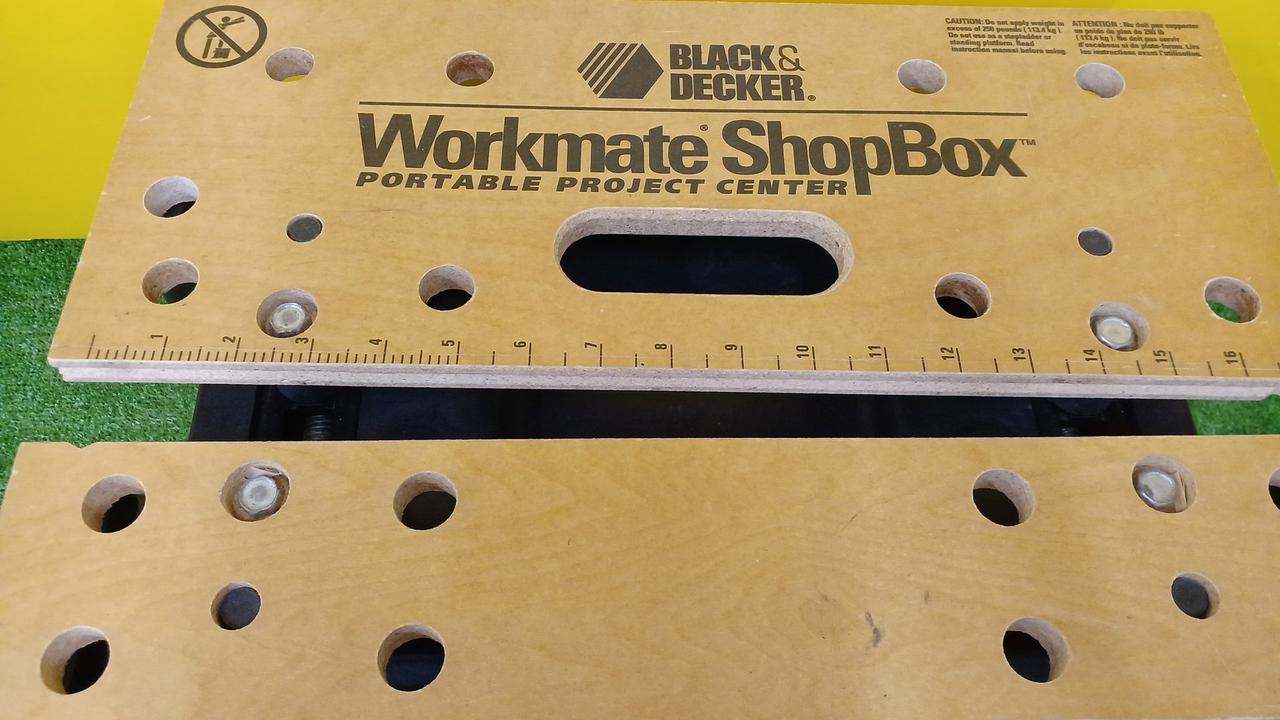 BLACK&
DECKER®
Workmate® ShopBox™
PORTABLE PROJECT CENTER
CAUTION: Do not apply weight in
excess of 250 pounds (113.4 kg).
Do not use as a stepladder or
standing platform. Read
instruction manual before using.
ATTENTION: Ne doit pas supporter
un poids de plus de 250 lb
(113,4 kg). Ne doit pas servir
d'escabeau ni de plate-forme. Lire
les instructions avant l'utilisation.
1 2 3 4 5 6 7 8 9 10 11 12 13 14 15 16